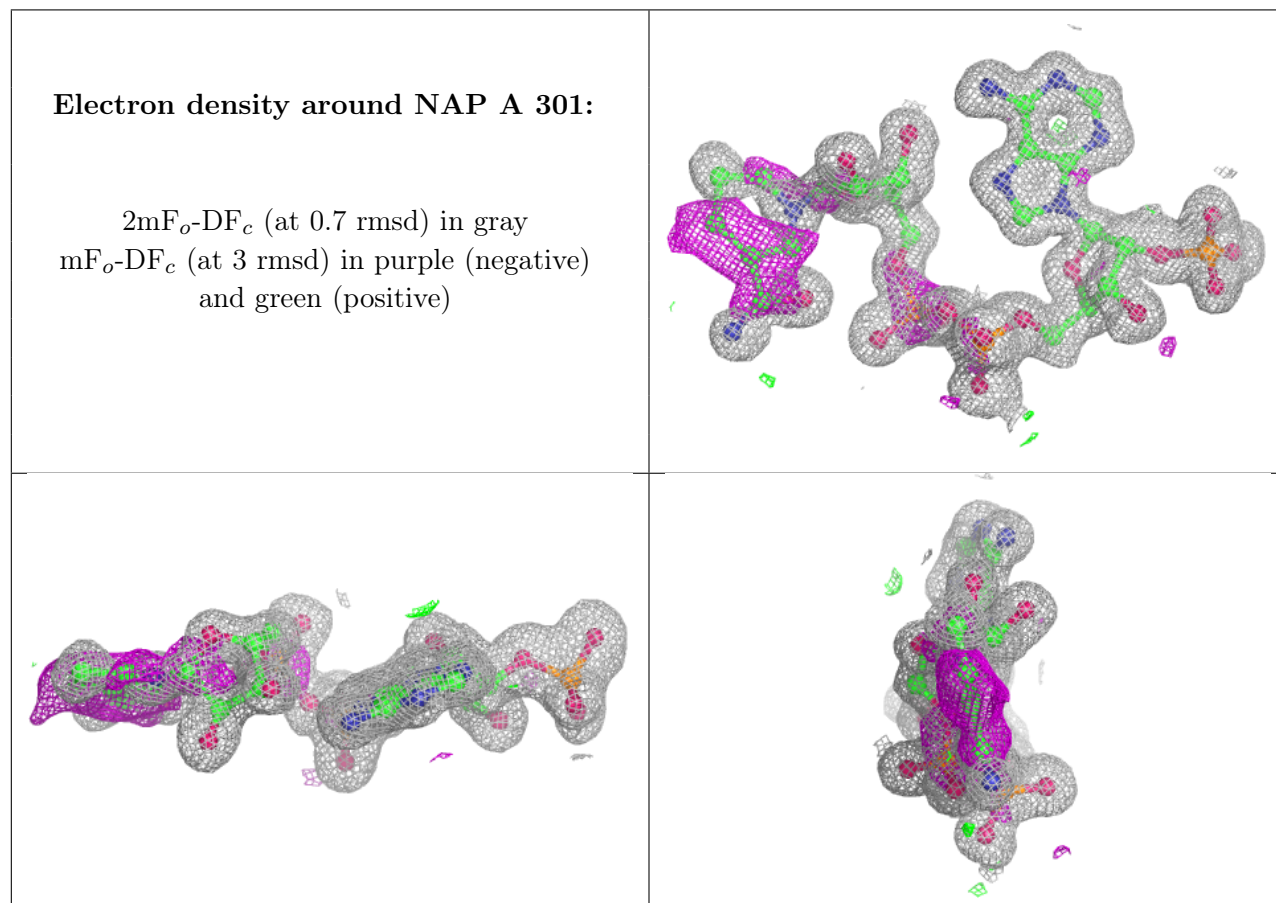 Electron density around NAP A 301:
2mFo-DFc (at 0.7 rmsd) in gray
mFo-DFc (at 3 rmsd) in purple (negative)
and green (positive)